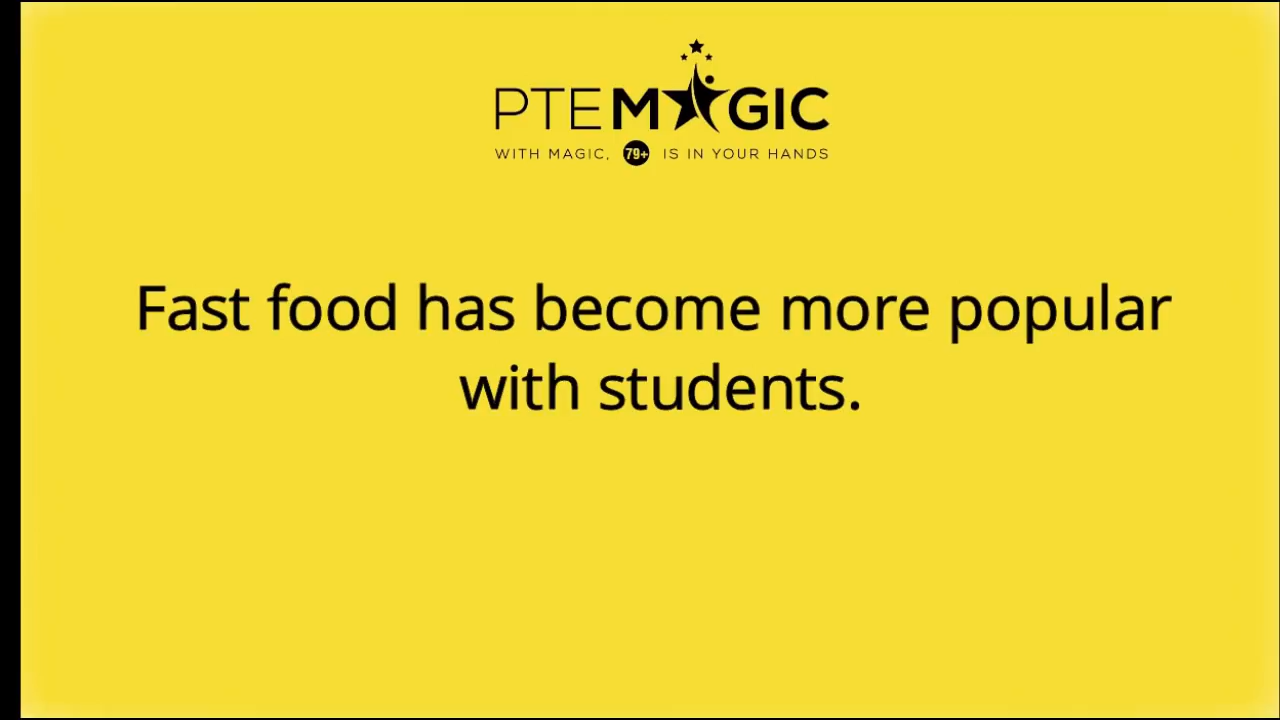 PTEMAGIC
WITH MAGIC, 79+ IS IN YOUR HANDS
Fast food has become more popular
with students.